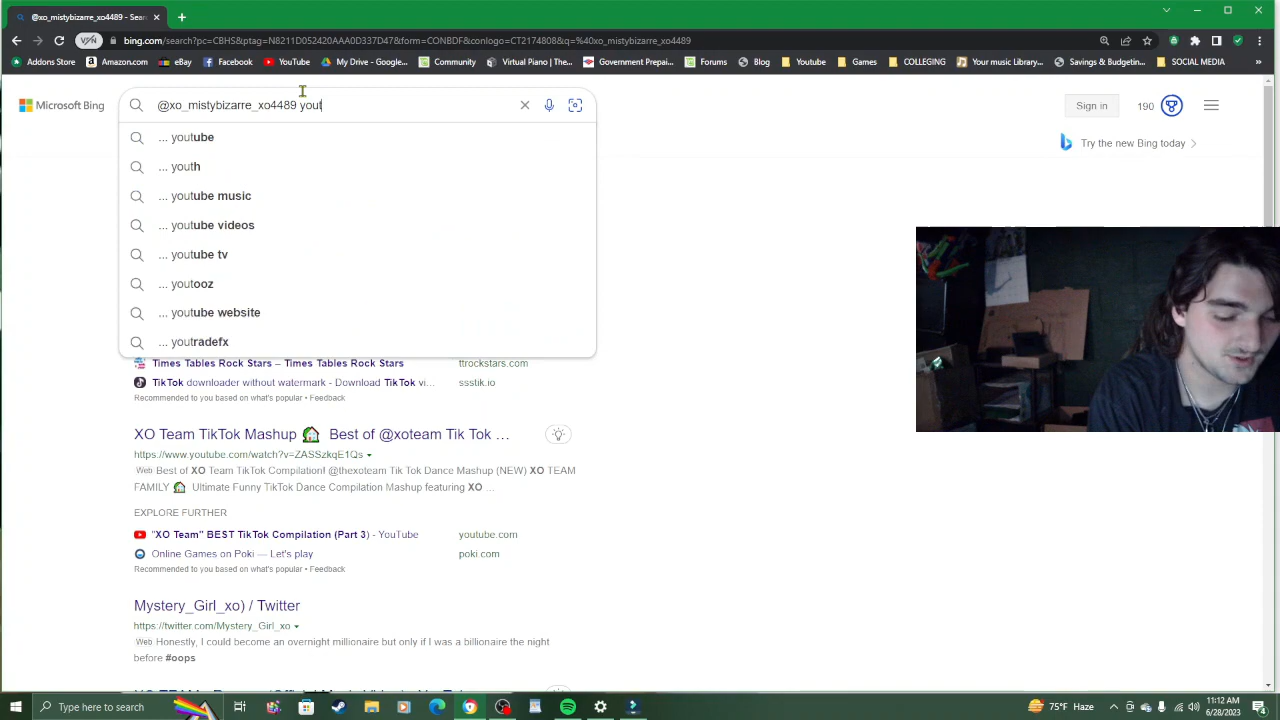 @xo_mistybizarre_xo4489 - Sear
bing.com/search?pc=CBHS&ptag=N8211D052420AAA0D337D47&form=CONBDF&conlogo=CT2174808&q=%40xo_mistybizarre_xo4489
Addons Store Amazon.com eBay Facebook YouTube My Drive - Google... Community Virtual Piano | The... Government Prepai... Forums Blog Your music library... COLLEGING SOCIAL MEDIA
Microsoft Bing @xo_mistybizarre_xo4489 yout Sign in 190
... youtube
Try the new Bing today
... youth
... youtube music
... youtube videos
... youtube tv
... youtooz
... youtube website
... youtradefx
Times Tables Rock Stars – Times Tables Rock Stars ttrockstars.com
TikTok downloader without watermark - Download TikTok vi... ssstik.io
Recommended to you based on what's popular • Feedback
XO Team TikTok Mashup Best of @xoteam Tik Tok ...
https://www.youtube.com/watch?v=ZASSzkqE1Qs
Web Best of XO Team TikTok Compilation! @thexoteam Tik Tok Dance Mashup (NEW) XO TEAM
FAMILY Ultimate Funny TikTok Dance Compilation Mashup featuring XO ...
EXPLORE FURTHER
"XO Team" BEST TikTok Compilation (Part 3) - YouTube youtube.com
Online Games on Poki — Let's play poki.com
Recommended to you based on what's popular • Feedback
Mystery_Girl_xo) / Twitter
https://twitter.com/Mystery_Girl_xo
Web Honestly, I could become an overnight millionaire but only if I was a billionaire the night
before #oops
Type here to search 75°F Haze 11:12 AM
6/28/2023